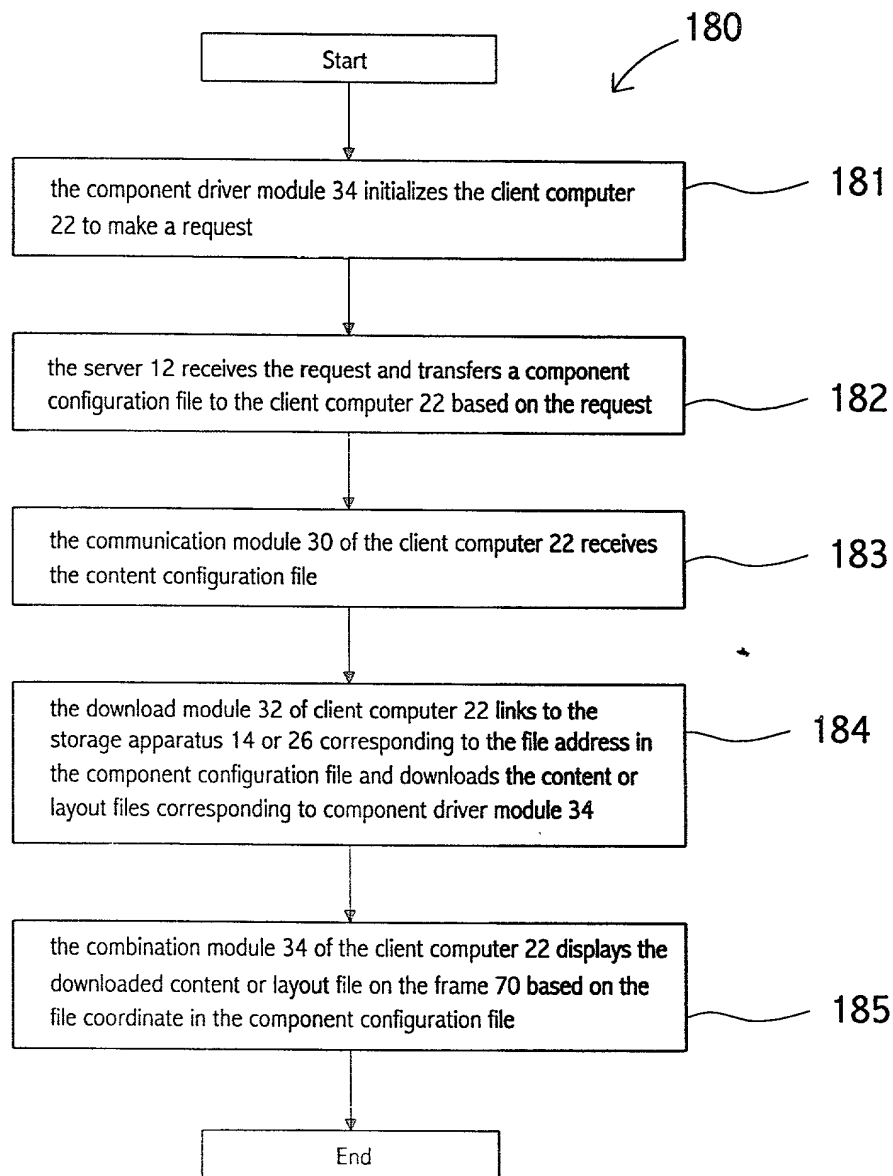 180
Start
the component driver module 34 initializes the client computer
22 to make a request
181
the server 12 receives the request and transfers a component
configuration file to the client computer 22 based on the request
182
the communication module 30 of the client computer 22 receives
the content configuration file
183
the download module 32 of client computer 22 links to the
storage apparatus 14 or 26 corresponding to the file address in
the component configuration file and downloads the content or
layout files corresponding to component driver module 34
184
the combination module 34 of the client computer 22 displays the
downloaded content or layout file on the frame 70 based on the
file coordinate in the component configuration file
185
End